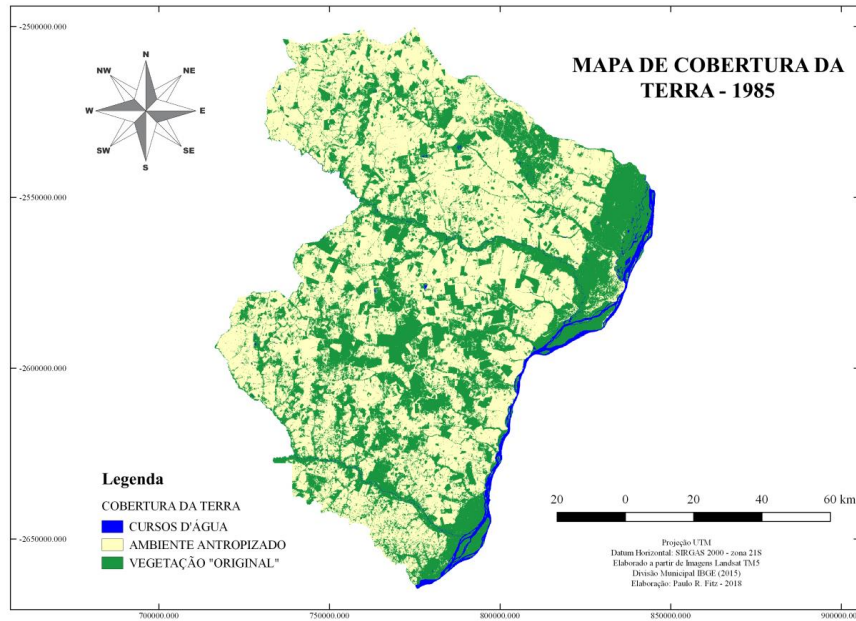 MAPA DE COBERTURA DA
TERRA - 1985
-2500000.000
-2550000.000
-2600000.000
-2650000.000
N
NW
NE
W
E
SW
SE
S
Legenda
COBERTURA DA TERRA
CURSOS D'ÁGUA
AMBIENTE ANTROPIZADO
VEGETAÇÃO "ORIGINAL"
20 0 20 40 60 km
Projeção UTM
Datum Horizontal: SIRGAS 2000 - zona 21S
Elaborado a partir de Imagens Landsat TM5
Divisão Municipal IBGE (2015)
Elaboração: Paulo R. Fitz - 2018
700000.000 750000.000 800000.000 850000.000 900000